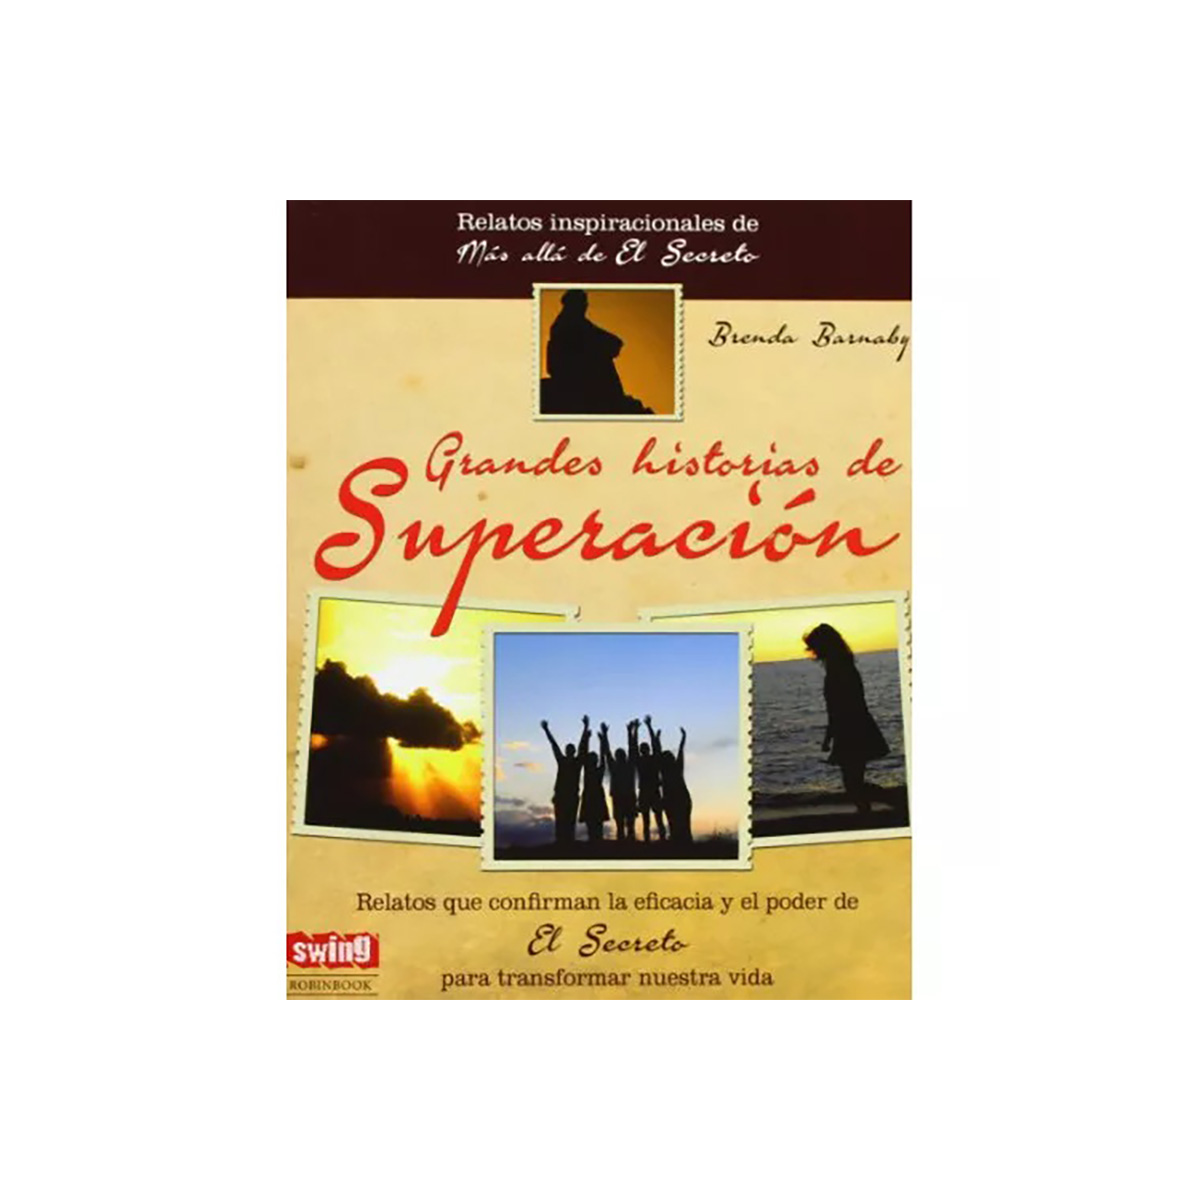 Relatos inspiracionales de
Más allá de El Secreto
Brenda Barnaby
Grandes historias de
Superación
Relatos que confirman la eficacia y el poder de
El Secreto
para transformar nuestra vida
swing
ROBINBOOK